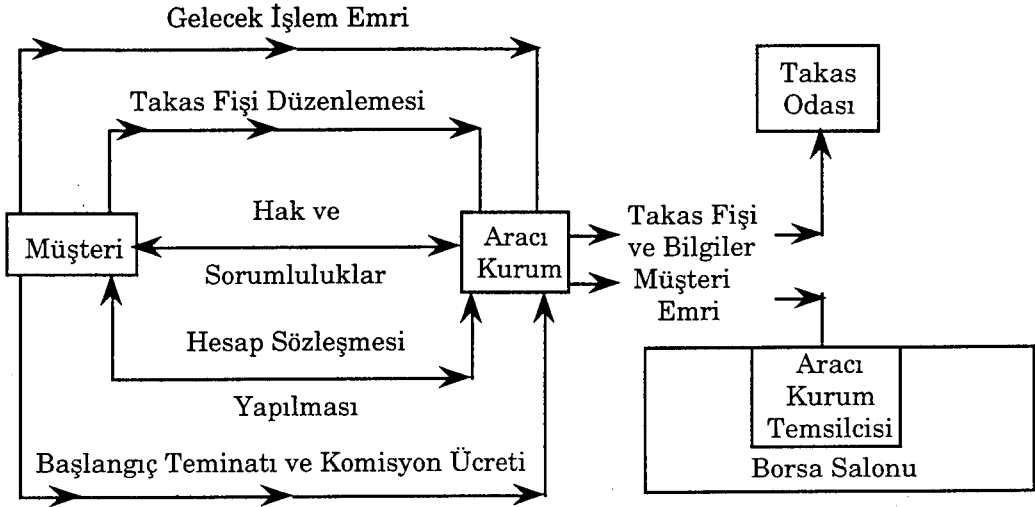 Gelecek İşlem Emri
Takas Fişi Düzenlemesi
Müşteri
Hak ve
Sorumluluklar
Aracı
Kurum
Hesap Sözleşmesi
Yapılması
Başlangıç Teminatı ve Komisyon Ücreti
Takas
Odası
Takas Fişi
ve Bilgiler
Müşteri
Emri
Aracı
Kurum
Temsilcisi
Borsa Salonu